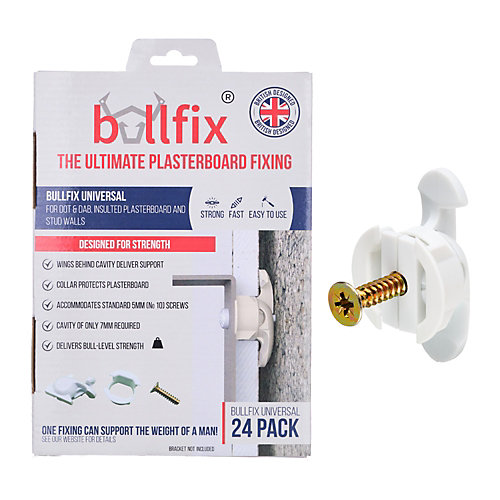 bullfix®
BRITISH DESIGNED
BRITISH DESIGNED
THE ULTIMATE PLASTERBOARD FIXING
BULLFIX UNIVERSAL
FOR DOT & DAB, INSULTED PLASTERBOARD AND
STUD WALLS
STRONG FAST EASY TO USE
DESIGNED FOR STRENGTH
WINGS BEHIND CAVITY DELIVER SUPPORT
COLLAR PROTECTS PLASTERBOARD
ACCOMMODATES STANDARD 5MM (№ 10) SCREWS
CAVITY OF ONLY 7MM REQUIRED
DELIVERS BULL-LEVEL STRENGTH
BULLFIX UNIVERSAL
24 PACK
ONE FIXING CAN SUPPORT THE WEIGHT OF A MAN!
SEE OUR WEBSITE FOR DETAILS
BRACKET NOT INCLUDED